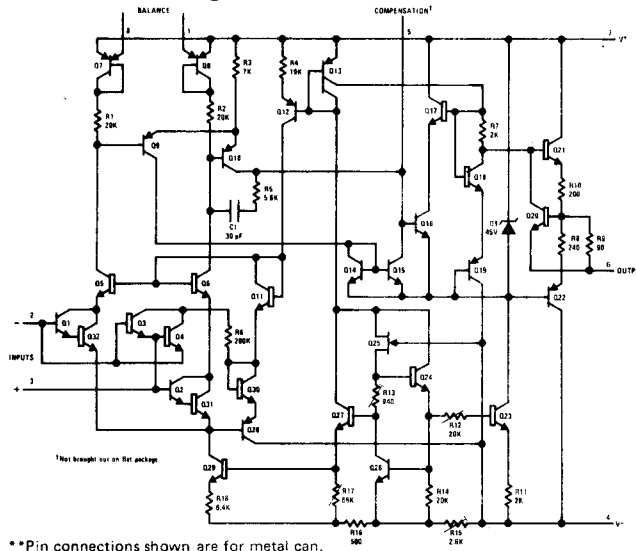 BALANCE
COMPENSATION†
8
1
5
7 V+
Q7
Q8
R3
7K
R4
10K
Q13
Q12
Q17
R7
2K
R1
20K
R2
20K
Q9
Q10
R5
5.6K
C1
30 pF
Q18
Q21
R10
200
Q20
R8
240
R9
90
6
OUTP
D1
45V
Q16
Q14
Q15
Q19
Q22
Q5
Q6
Q11
- 2
INPUTS
+ 3
Q1
Q32
Q3
Q4
R6
200K
Q30
Q2
Q31
Q28
Q25
Q24
R13
840
R12
20K
Q23
Q27
Q26
†Not brought out on flat package
Q29
R18
6.4K
R17
R16
500
R14
20K
R15
2.6K
R11
2K
4 V-
**Pin connections shown are for metal can.